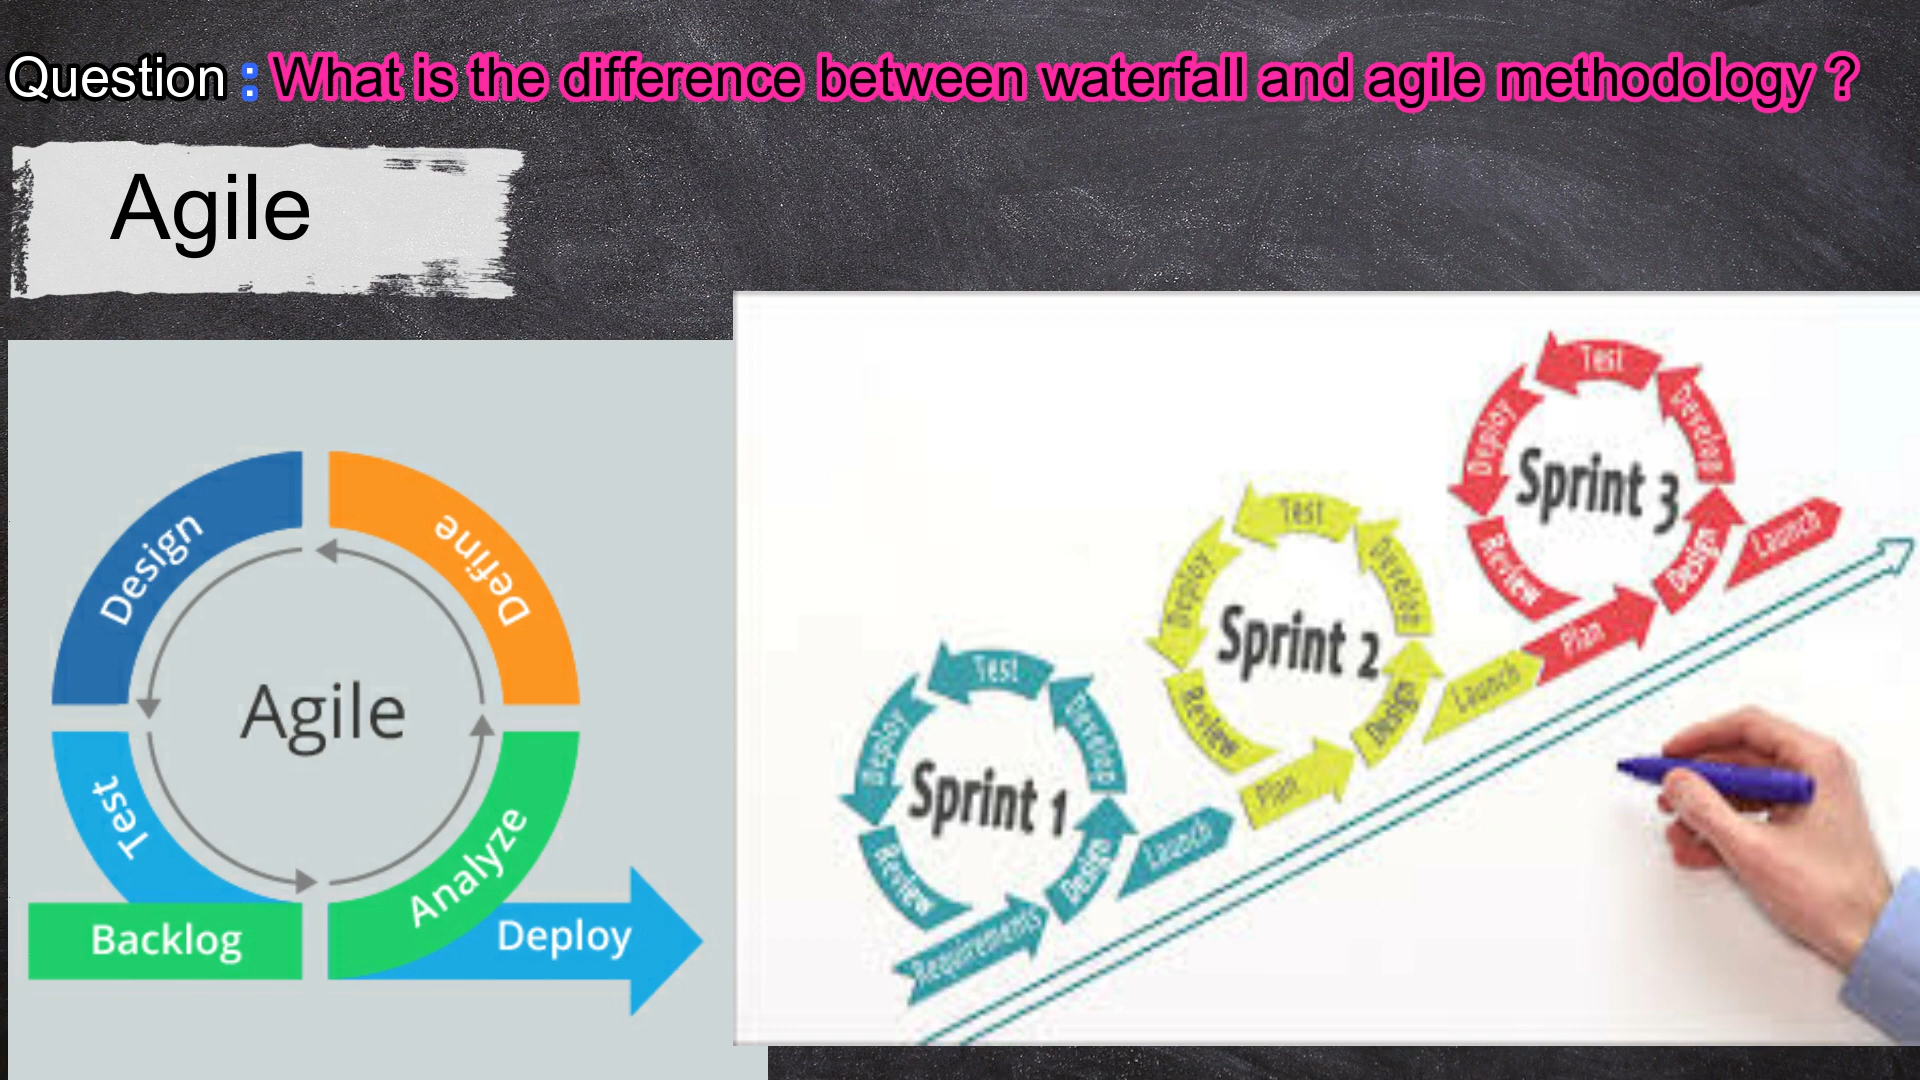 Question : What is the difference between waterfall and agile methodology ?
Agile
Design
Define
Agile
Test
Analyze
Backlog
Deploy
Test
Develop
Deploy
Sprint 3
Launch
Review
Design
Plan
Test
Develop
Deploy
Sprint 2
Launch
Review
Design
Plan
Test
Develop
Deploy
Sprint 1
Launch
Review
Design
Requirements